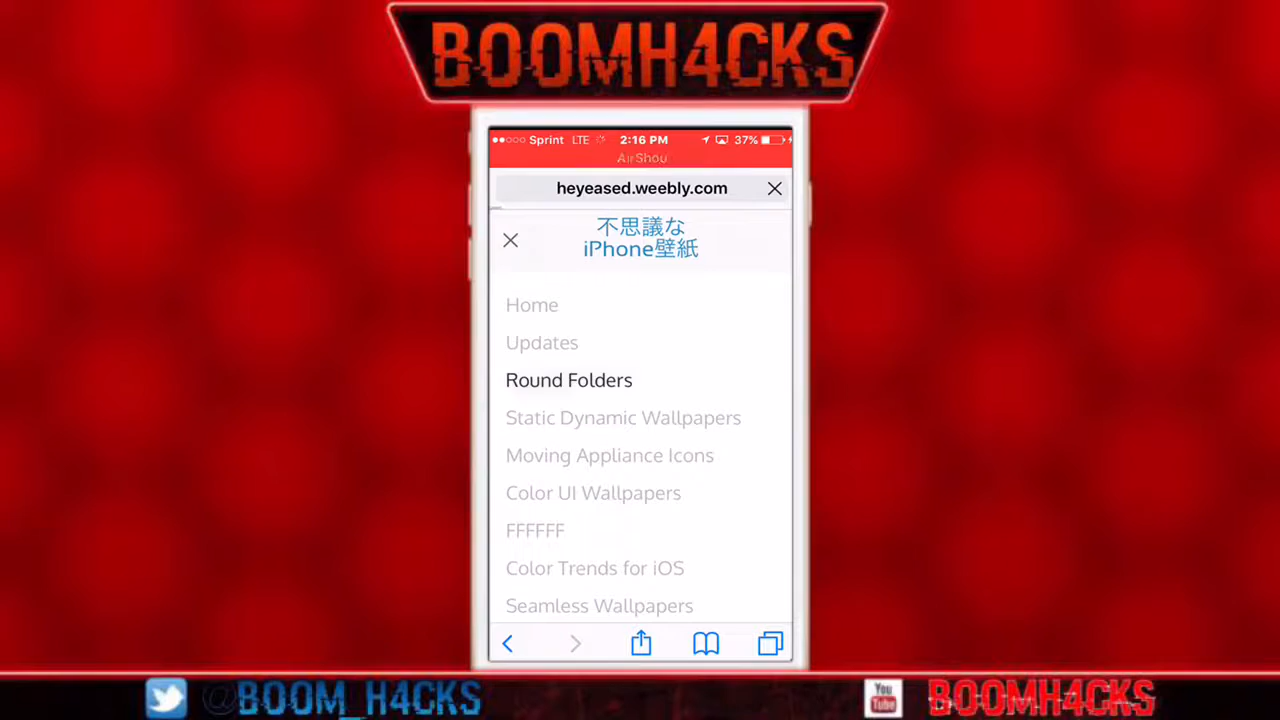 BOOMH4CKS
Sprint LTE 2:16 PM 37%
AirShou
heyeased.weebly.com
不思議な
iPhone壁紙
Home
Updates
Round Folders
Static Dynamic Wallpapers
Moving Appliance Icons
Color UI Wallpapers
FFFFFF
Color Trends for iOS
Seamless Wallpapers
@BOOM_H4CKS
You Tube
BOOMH4CKS